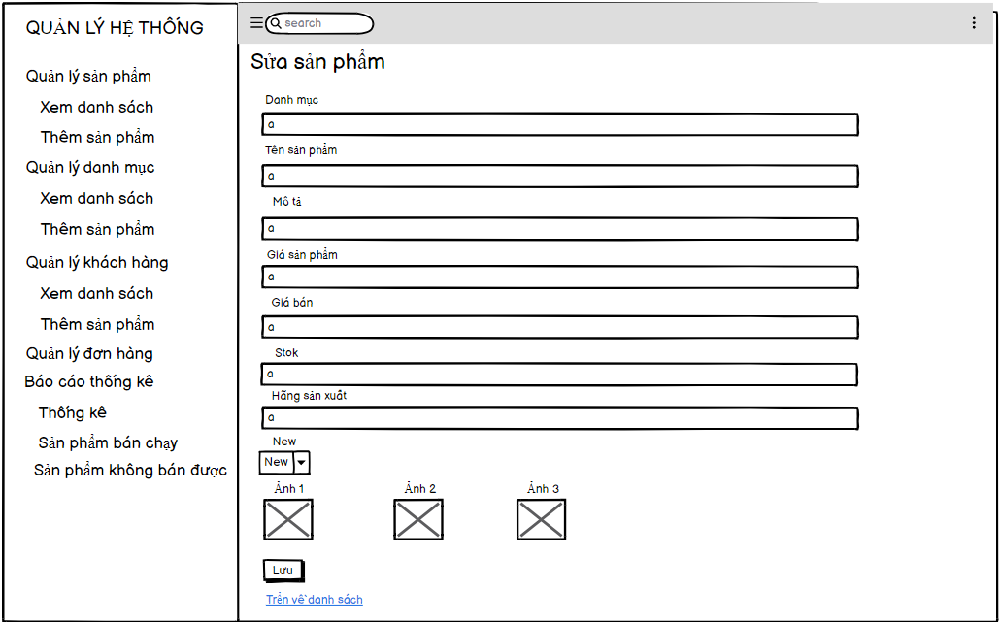 QUẢN LÝ HỆ THỐNG
Quản lý sản phẩm
Xem danh sách
Thêm sản phẩm
Quản lý danh mục
Xem danh sách
Thêm sản phẩm
Quản lý khách hàng
Xem danh sách
Thêm sản phẩm
Quản lý đơn hàng
Báo cáo thống kê
Thống kê
Sản phẩm bán chạy
Sản phẩm không bán được
search
Sửa sản phẩm
Danh mục
a
Tên sản phẩm
a
Mô tả
a
Giá sản phẩm
a
Giá bán
a
Stok
a
Hãng sản xuất
a
New
New
Ảnh 1 Ảnh 2 Ảnh 3
Lưu
Trển về danh sách